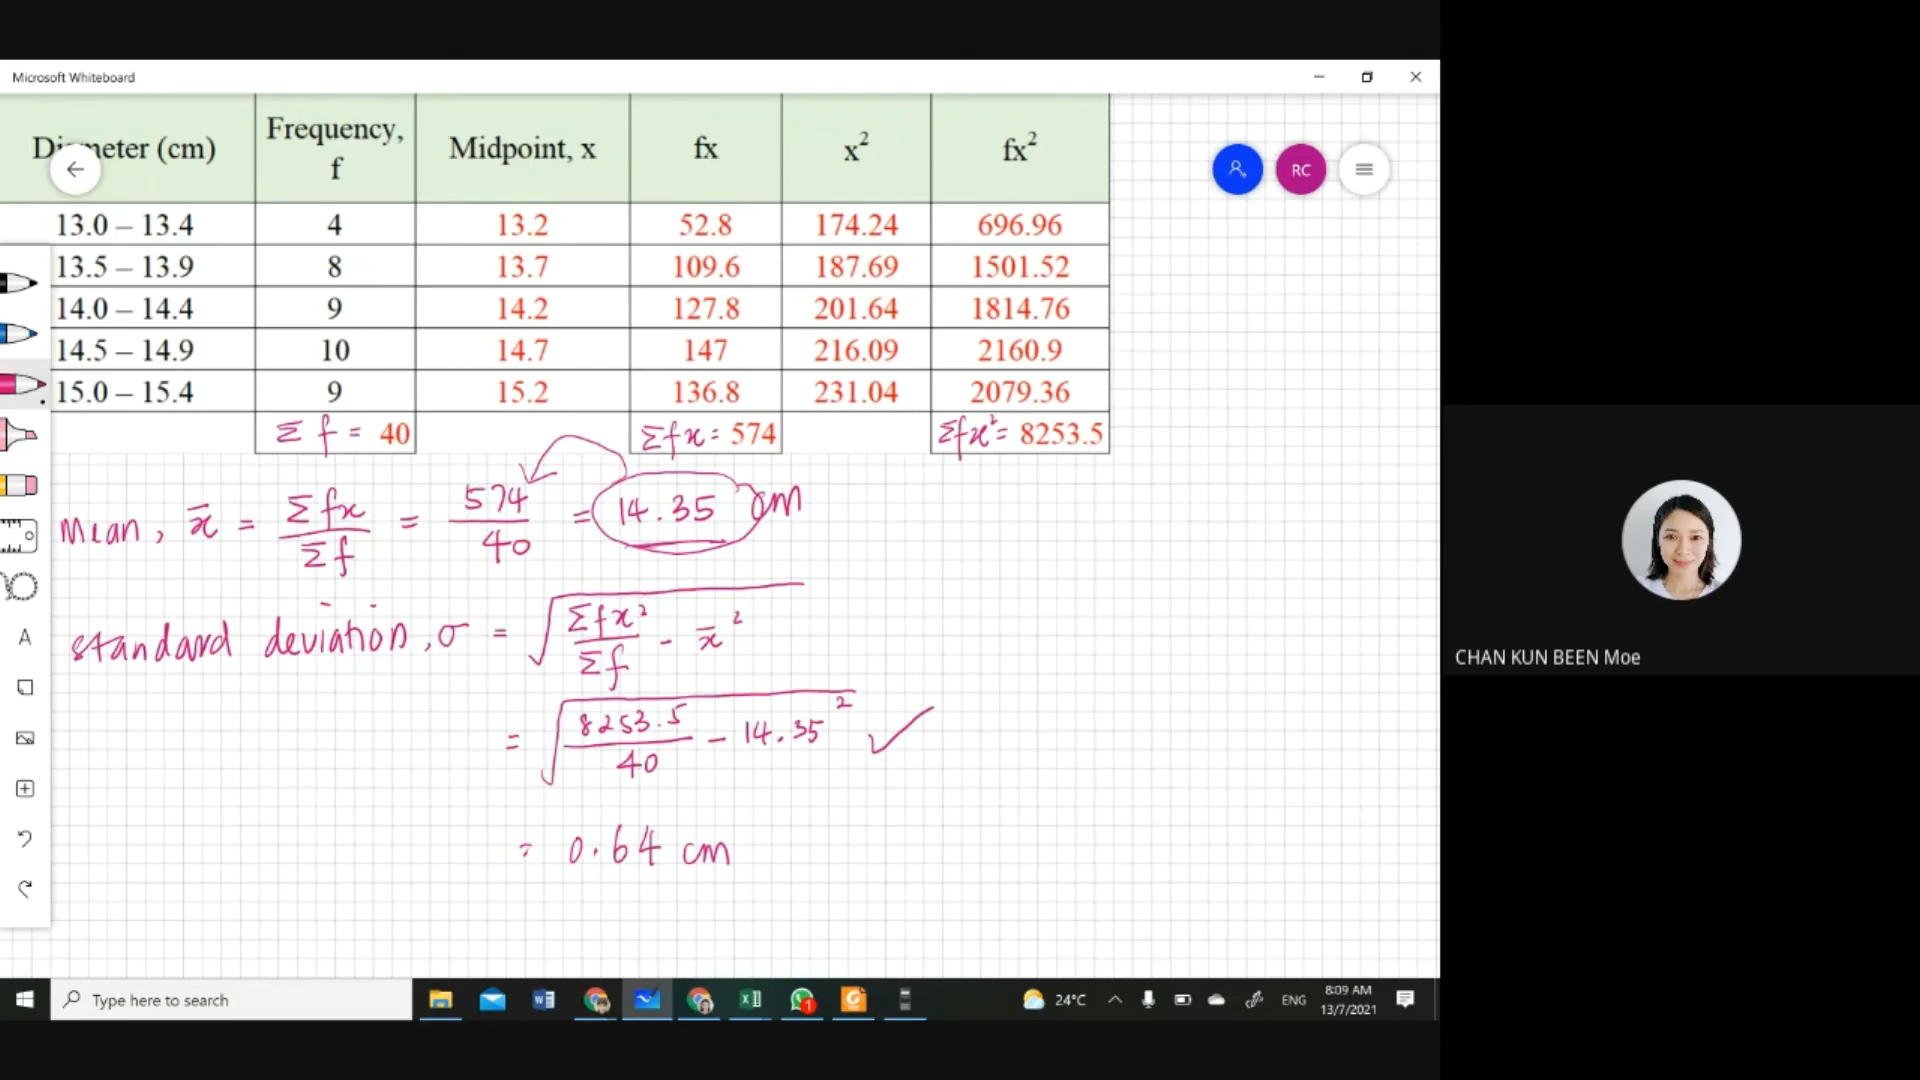 Microsoft Whiteboard
Diameter (cm) Frequency, f Midpoint, x fx x² fx²
13.0 – 13.4 4 13.2 52.8 174.24 696.96
13.5 – 13.9 8 13.7 109.6 187.69 1501.52
14.0 – 14.4 9 14.2 127.8 201.64 1814.76
14.5 – 14.9 10 14.7 147 216.09 2160.9
15.0 – 15.4 9 15.2 136.8 231.04 2079.36
Σ f = 40 Σfx = 574 Σfx² = 8253.5
Mean, x̄ = Σfx / Σf = 574 / 40 = 14.35 cm
standard deviation, σ = √(Σfx² / Σf - x̄²)
= √(8253.5 / 40 - 14.35²) ✓
= 0.64 cm
RC
A
CHAN KUN BEEN Moe
Type here to search
1
24°C
ENG
8:09 AM
13/7/2021